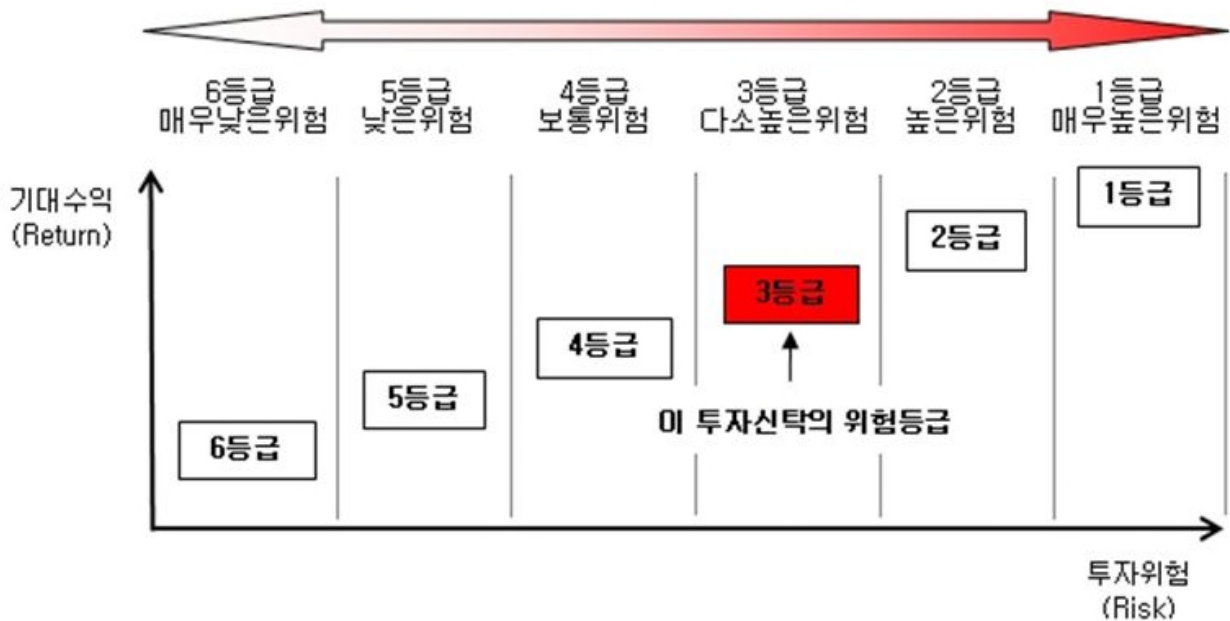 6등급 5등급 4등급 3등급 2등급 1등급
매우낮은위험 낮은위험 보통위험 다소높은위험 높은위험 매우높은위험
기대수익
(Return)
1등급
2등급
3등급
4등급
5등급
이 투자신탁의 위험등급
6등급
투자위험
(Risk)